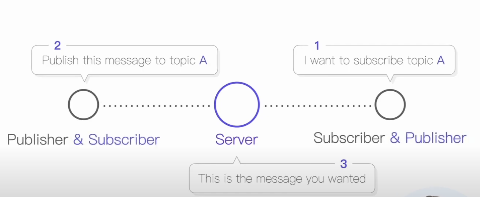 2
Publish this message to topic A
1
I want to subscribe topic A
Publisher & Subscriber
Server
Subscriber & Publisher
3
This is the message you wanted